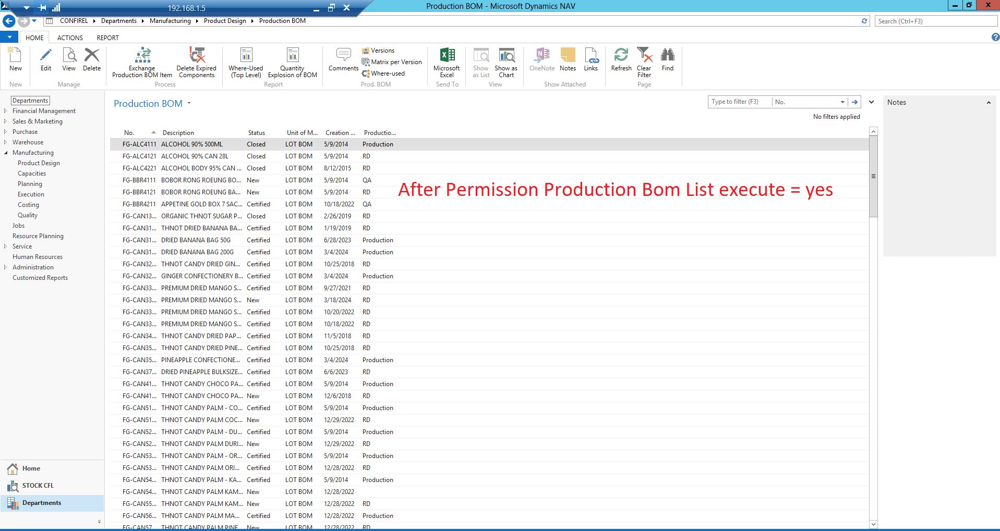 192.168.1.5
Production BOM - Microsoft Dynamics NAV
CONFIREL Departments Manufacturing Product Design Production BOM
Search (Ctrl+F3)
HOME ACTIONS REPORT
New
New
Edit View Delete
Manage
Exchange
Production BOM Item
Delete Expired
Components
Process
Where-Used
(Top Level)
Quantity
Explosion of BOM
Report
Comments
Versions
Matrix per Version
Where-used
Prod. BOM
Microsoft
Excel
Send To
Show
as List
Show as
Chart
View
OneNote Notes Links
Show Attached
Refresh
Clear
Filter
Find
Page
Departments
Financial Management
Sales & Marketing
Purchase
Warehouse
Manufacturing
Product Design
Capacities
Planning
Execution
Costing
Quality
Jobs
Resource Planning
Service
Human Resources
Administration
Customized Reports
Home
STOCK CFL
Departments
Production BOM
Type to filter (F3) No.
No filters applied
Notes
No. Description Status Unit of M... Creation ... Productio...
FG-ALC4111 ALCOHOL 90% 500ML Closed LOT BOM 5/9/2014 Production
FG-ALC4121 ALCOHOL 90% CAN 28L Closed LOT BOM 5/9/2014 RD
FG-ALC4221 ALCOHOL BODY 95% CAN ... Closed LOT BOM 8/12/2015 RD
FG-BBR4111 BOBOR RONG ROEUNG BO... New LOT BOM 5/9/2014 QA
After Permission Production Bom List execute = yes
FG-BBR4121 BOBOR RONG ROEUNG BA... New LOT BOM 5/9/2014 RD
FG-BBR4211 APPETINE GOLD BOX 7 SAC... Certified LOT BOM 10/18/2022 QA
FG-CAN13... ORGANIC THNOT SUGAR P... Closed LOT BOM 2/26/2019 RD
FG-CAN31... THNOT DRIED BANANA BA... Certified LOT BOM 1/19/2019 RD
FG-CAN31... DRIED BANANA BAG 50G Certified LOT BOM 6/28/2023 Production
FG-CAN31... DRIED BANANA BAG 200G Certified LOT BOM 3/4/2024 Production
FG-CAN32... THNOT CANDY DRIED GIN... Certified LOT BOM 10/25/2018 RD
FG-CAN32... GINGER CONFECTIONERY B... Certified LOT BOM 3/4/2024 Production
FG-CAN33... PREMIUM DRIED MANGO S... Certified LOT BOM 9/27/2021 RD
FG-CAN33... PREMIUM DRIED MANGO S... New LOT BOM 3/18/2024 RD
FG-CAN33... PREMIUM DRIED MANGO S... Certified LOT BOM 10/20/2022 RD
FG-CAN33... PREMIUM DRIED MANGO S... Certified LOT BOM 10/18/2022 RD
FG-CAN34... THNOT CANDY DRIED PAP... Certified LOT BOM 11/5/2018 RD
FG-CAN35... THNOT CANDY DRIED PINE... Certified LOT BOM 10/25/2018 RD
FG-CAN35... PINEAPPLE CONFECTIONE... Certified LOT BOM 3/4/2024 Production
FG-CAN37... DRIED PINEAPPLE BULKSIZE... Certified LOT BOM 6/6/2023 RD
FG-CAN41... THNOT CANDY CHOCO PA... Certified LOT BOM 5/9/2014 Production
FG-CAN41... THNOT CANDY CHOCO PA... New LOT BOM 12/6/2018 RD
FG-CAN51... THNOT CANDY PALM - CO... Certified LOT BOM 5/9/2014 Production
FG-CAN51... THNOT CANDY PALM COC... New LOT BOM 12/29/2022 RD
FG-CAN52... THNOT CANDY PALM - DU... Certified LOT BOM 5/9/2014 Production
FG-CAN52... THNOT CANDY PALM DURI... New LOT BOM 12/29/2022 RD
FG-CAN53... THNOT CANDY PALM - OR... Certified LOT BOM 5/9/2014 Production
FG-CAN53... THNOT CANDY PALM ORI... Certified LOT BOM 12/28/2022 RD
FG-CAN54... THNOT CANDY PALM - KA... Certified LOT BOM 5/9/2014 Production
FG-CAN54... THNOT CANDY PALM KAM... New LOT BOM 12/28/2022
FG-CAN55... THNOT CANDY PALM KAM... New LOT BOM 12/28/2022 RD
FG-CAN56... THNOT CANDY PALM MA... Certified LOT BOM 12/28/2022 Production
FG-CAN57... THNOT CANDY PALM PINE... New LOT BOM 12/28/2022 RD